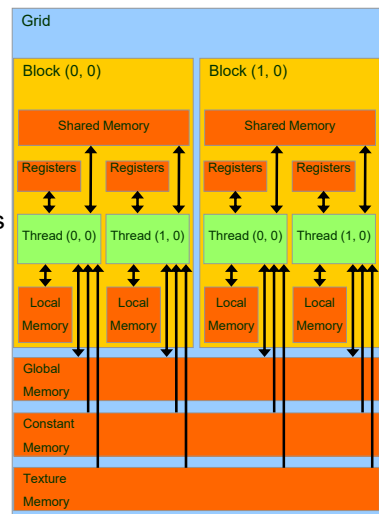 Grid
Block (0, 0)
Block (1, 0)
Shared Memory
Shared Memory
Registers
Registers
Registers
Registers
s
Thread (0, 0)
Thread (1, 0)
Thread (0, 0)
Thread (1, 0)
Local
Memory
Local
Memory
Local
Memory
Local
Memory
Global
Memory
Constant
Memory
Texture
Memory